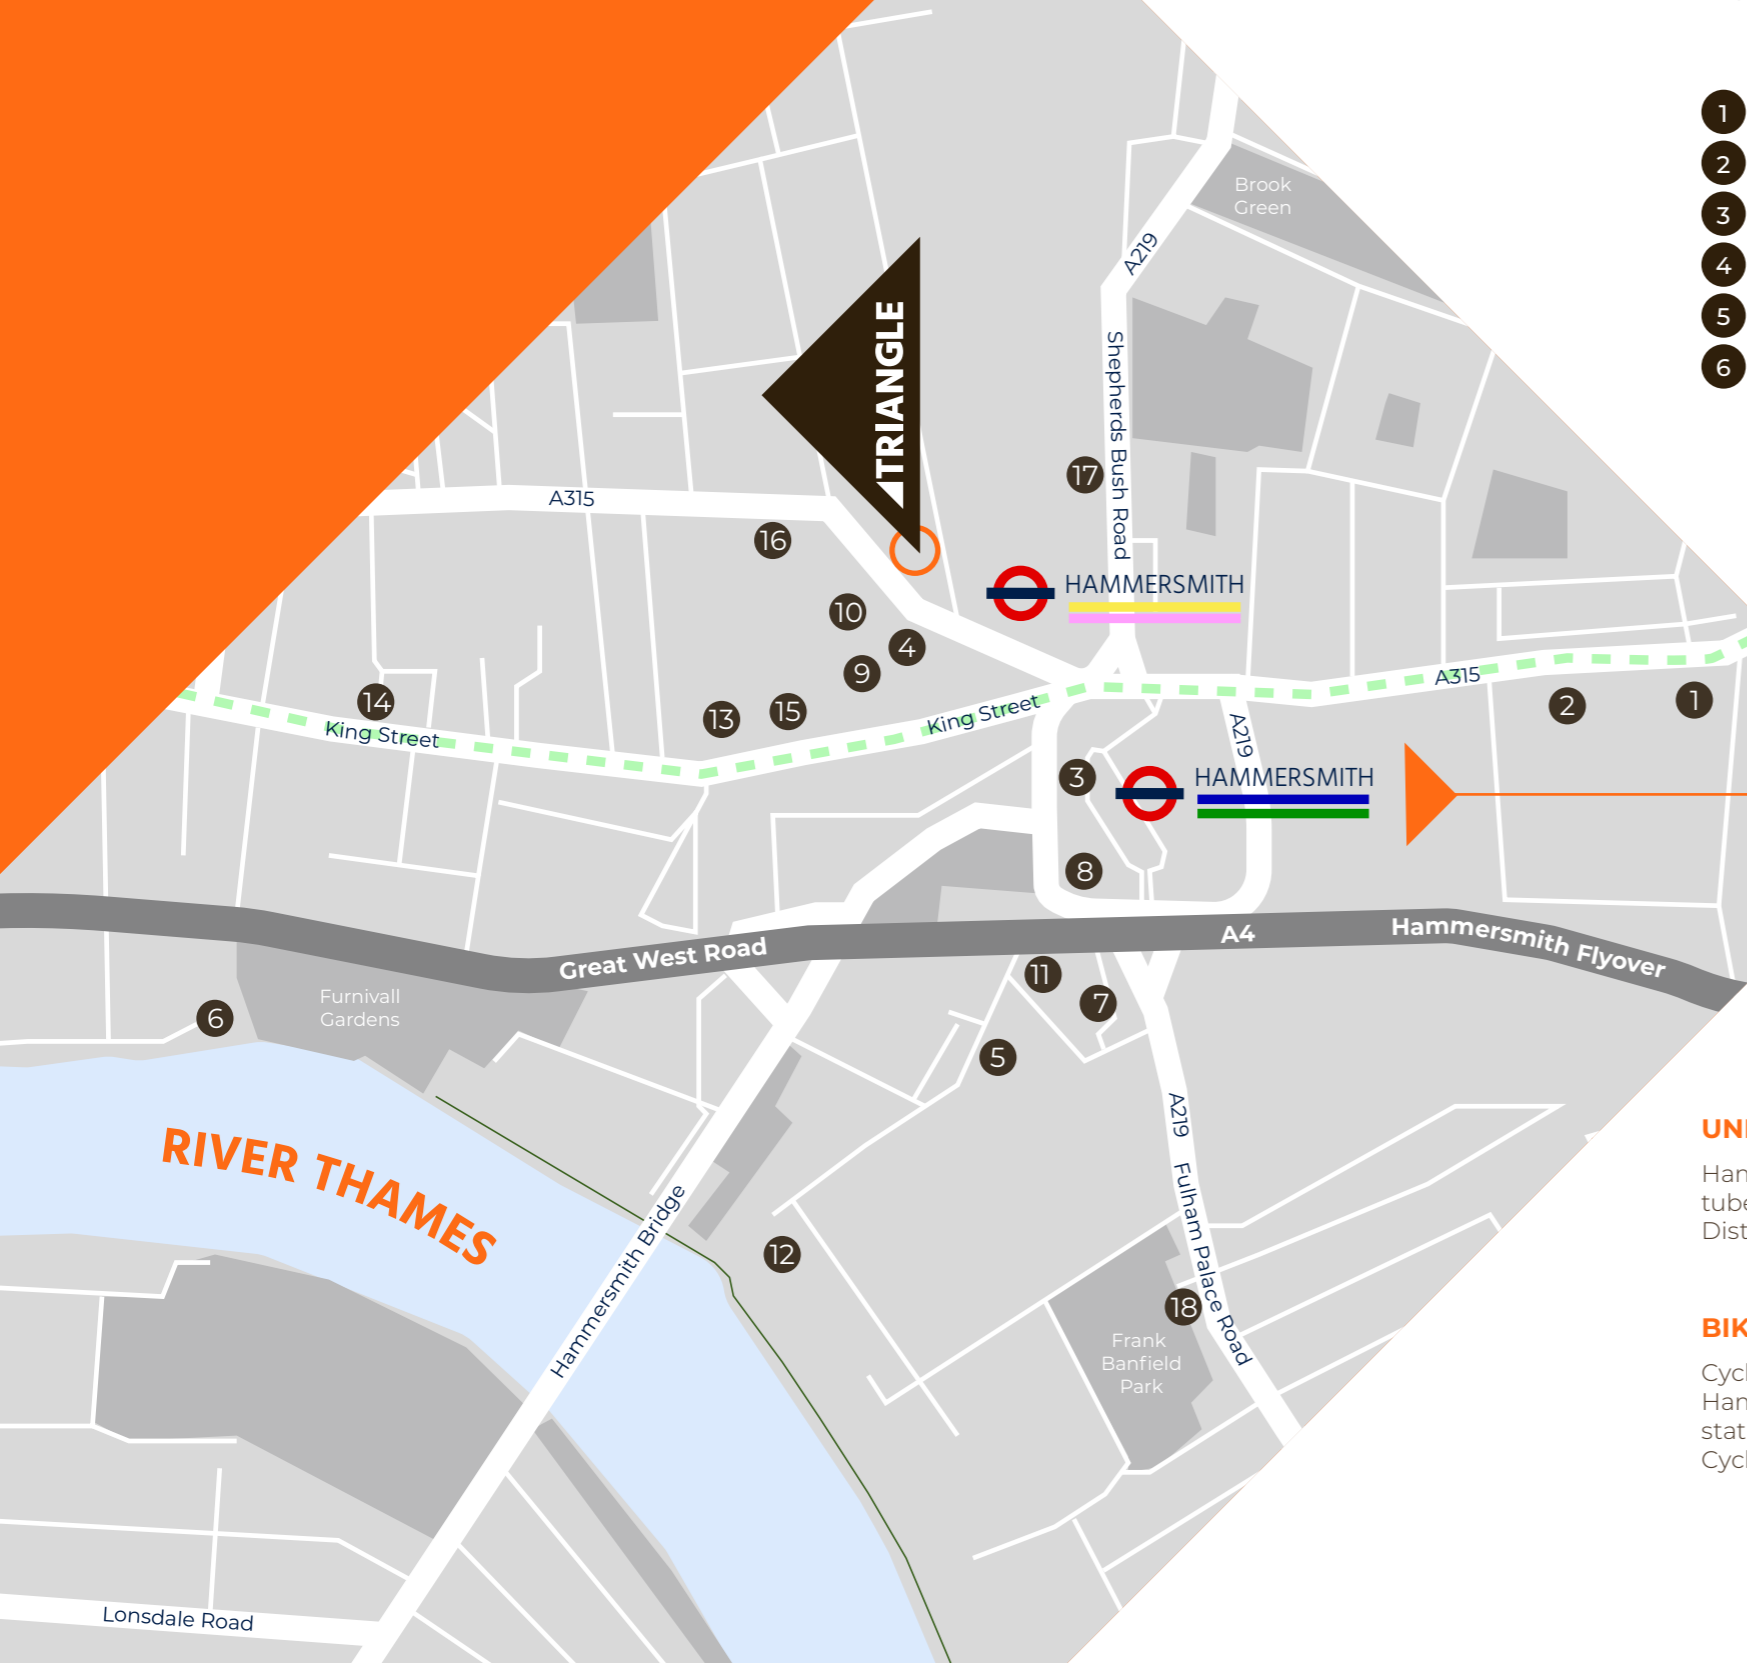 1
2
3
4
5
6
Brook
Green
A219
TRIANGLE
Shepherds Bush Road
17
A315
16
HAMMERSMITH
10
4
9
A315
14
13
15
King Street
King Street
2
1
A219
3
HAMMERSMITH
8
Great West Road
A4
Hammersmith Flyover
11
7
Furnivall
Gardens
6
5
A219
RIVER THAMES
Fulham Palace Road
Hammersmith Bridge
12
18
Frank
Banfield
Park
Lonsdale Road
Dist